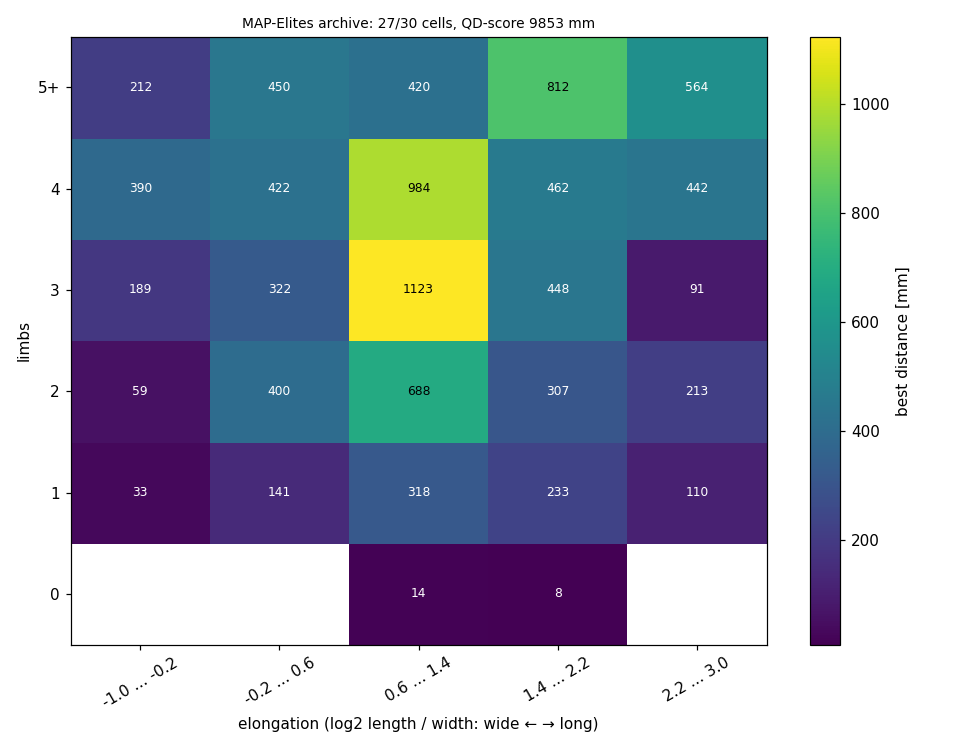 MAP-Elites archive: 27/30 cells, QD-score 9853 mm
5+ 212 450 420 812 564
4 390 422 984 462 442
3 189 322 1123 448 91
2 59 400 688 307 213
1 33 141 318 233 110
0 14 8
-1.0 ... -0.2 -0.2 ... 0.6 0.6 ... 1.4 1.4 ... 2.2 2.2 ... 3.0
elongation (log2 length / width: wide ← → long)
limbs
1000
800
600
400
200
best distance [mm]